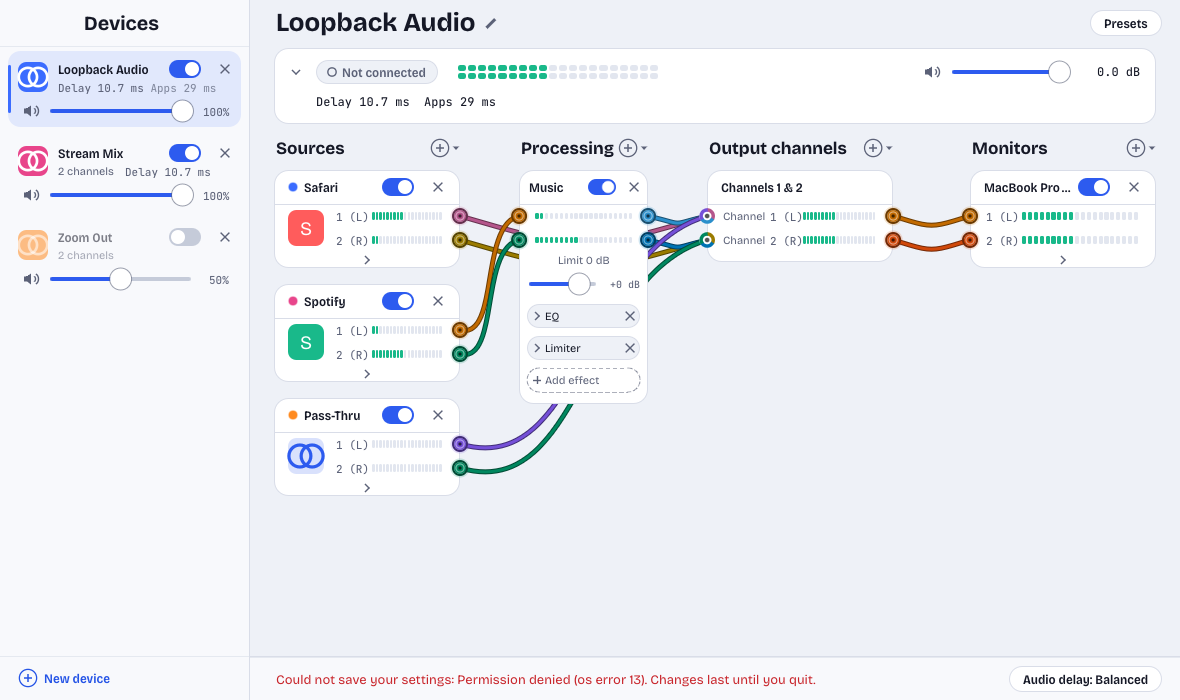 Devices
Loopback Audio
Delay 10.7 ms Apps 29 ms
100%
Stream Mix
2 channels Delay 10.7 ms
100%
Zoom Out
2 channels
50%
New device
Loopback Audio
Presets
Not connected
0.0 dB
Delay 10.7 ms Apps 29 ms
Sources
Processing
Output channels
Monitors
Safari
S
1 (L)
2 (R)
Spotify
S
1 (L)
2 (R)
Pass-Thru
1 (L)
2 (R)
Music
Limit 0 dB
+0 dB
EQ
Limiter
+ Add effect
Channels 1 & 2
Channel 1 (L)
Channel 2 (R)
MacBook Pro...
1 (L)
2 (R)
Could not save your settings: Permission denied (os error 13). Changes last until you quit.
Audio delay: Balanced